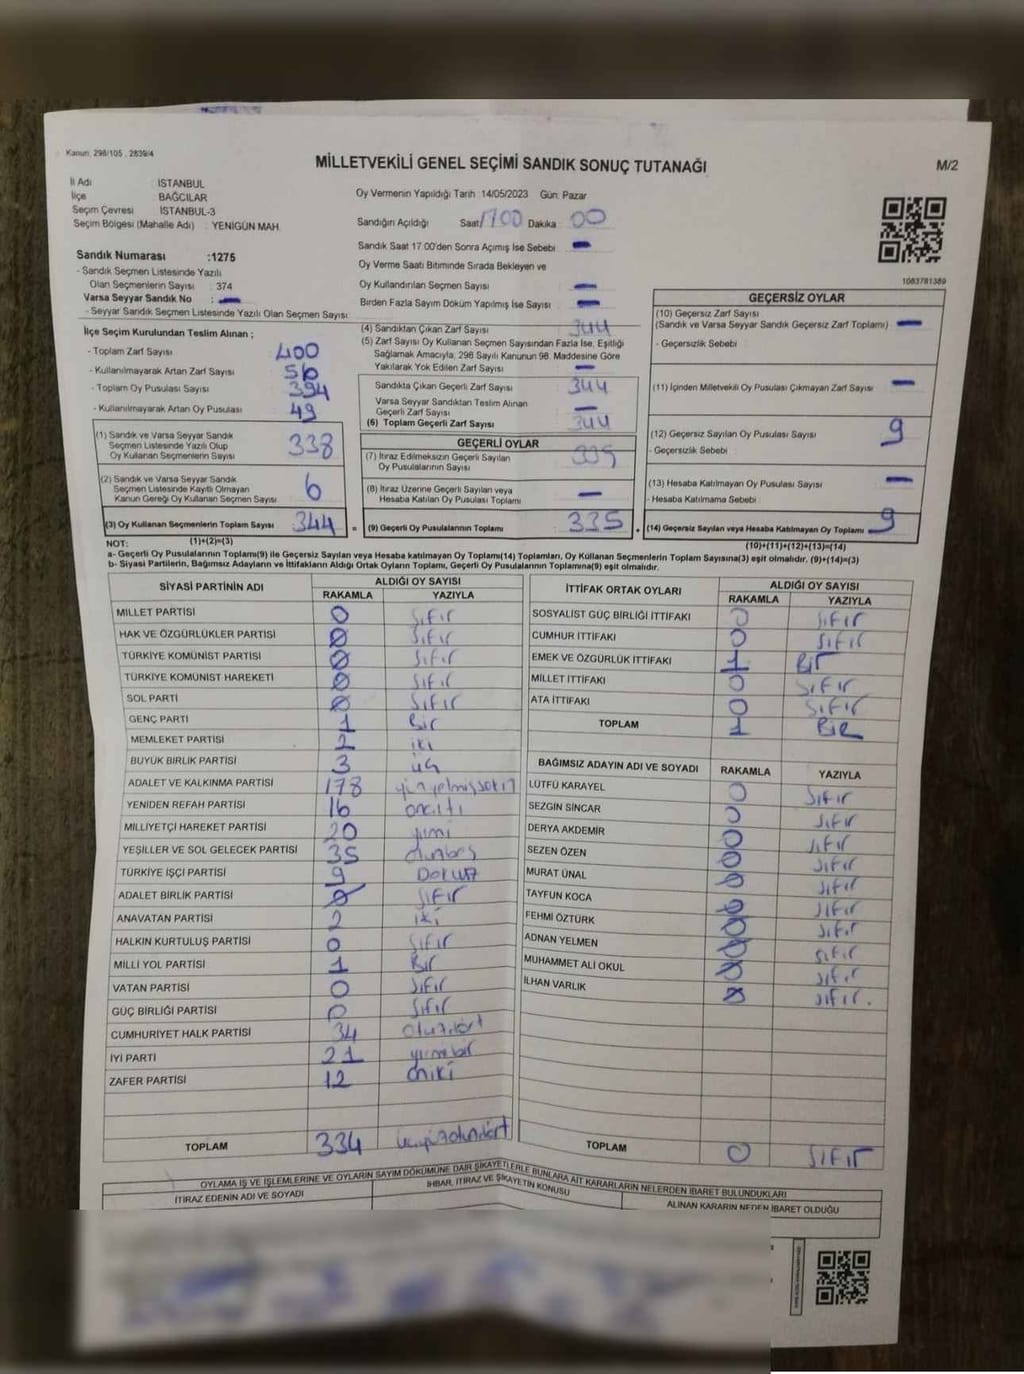 Kanun: 298/105, 2839/4
MİLLETVEKİLİ GENEL SEÇİMİ SANDIK SONUÇ TUTANAĞI
M/2
İl Adı : İSTANBUL
İlçe : BAĞCILAR
Seçim Çevresi : İSTANBUL-3
Seçim Bölgesi (Mahalle Adı) : YENİGÜN MAH.
Oy Vermenin Yapıldığı Tarih :14/05/2023 Gün: Pazar
Sandığın Açıldığı Saat 1700 Dakika 00
Sandık Saat 17.00'den Sonra Açımış İse Sebebi –
Oy Verme Saati Bitiminde Sırada Bekleyen ve
Oy Kullandırılan Seçmen Sayısı –
Birden Fazla Sayım Döküm Yapılmış İse Sayısı –
Sandık Numarası :1275
- Sandık Seçmen Listesinde Yazılı
Olan Seçmenlerin Sayısı : 374
Varsa Seyyar Sandık No : –
- Seyyar Sandık Seçmen Listesinde Yazılı Olan Seçmen Sayısı:
1083781389
İlçe Seçim Kurulundan Teslim Alınan ;
- Toplam Zarf Sayısı 400
- Kullanılmayarak Artan Zarf Sayısı 56
- Toplam Oy Pusulası Sayısı 394
- Kullanılmayarak Artan Oy Pusulası 49
(1) Sandık ve Varsa Seyyar Sandık
Seçmen Listesinde Yazılı Olup
Oy Kullanan Seçmenlerin Sayısı 338
(2) Sandık ve Varsa Seyyar Sandık
Seçmen Listesinde Kayıtlı Olmayan
Kanun Gereği Oy Kullanan Seçmen Sayısı 6
(3) Oy Kullanan Seçmenlerin Toplam Sayısı 344 =
(1)+(2)=(3)
(4) Sandıktan Çıkan Zarf Sayısı 344
(5) Zarf Sayısı Oy Kullanan Seçmen Sayısından Fazla İse, Eşitliği
Sağlamak Amacıyla, 298 Sayılı Kanunun 98. Maddesine Göre
Yakılarak Yok Edilen Zarf Sayısı –
Sandıkta Çıkan Geçerli Zarf Sayısı 344
Varsa Seyyar Sandıktan Teslim Alınan
Geçerli Zarf Sayısı –
(6) Toplam Geçerli Zarf Sayısı 344
GEÇERLİ OYLAR
(7) İtiraz Edilmeksizin Geçerli Sayılan
Oy Pusulalarının Sayısı
(8) İtiraz Üzerine Geçerli Sayılan veya
Hesaba Katılan Oy Pusulası Toplamı –
(9) Geçerli Oy Pusulalarının Toplamı 335 +
GEÇERSİZ OYLAR
(10) Geçersiz Zarf Sayısı
(Sandık ve Varsa Seyyar Sandık Geçersiz Zarf Toplamı) –
- Geçersizlik Sebebi :
(11) İçinden Milletvekili Oy Pusulası Çıkmayan Zarf Sayısı –
(12) Geçersiz Sayılan Oy Pusulası Sayısı 9
- Geçersizlik Sebebi :
(13) Hesaba Katılmayan Oy Pusulası Sayısı –
- Hesaba Katılmama Sebebi :
(14) Geçersiz Sayılan veya Hesaba Katılmayan Oy Toplamı 9
(10)+(11)+(12)+(13)=(14)
NOT:
a- Geçerli Oy Pusulalarının Toplamı(9) ile Geçersiz Sayılan veya Hesaba katılmayan Oy Toplamı(14) Toplamları, Oy Kullanan Seçmenlerin Toplam Sayısına(3) eşit olmalıdır. (9)+(14)=(3)
b- Siyasi Partilerin, Bağımsız Adayların ve İttifakların Aldığı Ortak Oyların Toplamı, Geçerli Oy Pusulalarının Toplamına(9) eşit olmalıdır.
SİYASİ PARTİNİN ADI ALDIĞI OY SAYISI
RAKAMLA YAZIYLA
MİLLET PARTİSİ 0 Sıfır
HAK VE ÖZGÜRLÜKLER PARTİSİ 0 Sıfır
TÜRKİYE KOMÜNİST PARTİSİ 0 Sıfır
TÜRKİYE KOMÜNİST HAREKETİ 0 Sıfır
SOL PARTİ 0 Sıfır
GENÇ PARTİ 1 Bir
MEMLEKET PARTİSİ 2 iki
BÜYÜK BİRLİK PARTİSİ 3 üç
ADALET VE KALKINMA PARTİSİ 178
YENİDEN REFAH PARTİSİ 16 onaltı
MİLLİYETÇİ HAREKET PARTİSİ 20
YEŞİLLER VE SOL GELECEK PARTİSİ 35
TÜRKİYE İŞÇİ PARTİSİ 9 Dokuz
ADALET BİRLİK PARTİSİ 0 Sıfır
ANAVATAN PARTİSİ 2 iki
HALKIN KURTULUŞ PARTİSİ 0 Sıfır
MİLLİ YOL PARTİSİ 1 Bir
VATAN PARTİSİ 0 Sıfır
GÜÇ BİRLİĞİ PARTİSİ 0 Sıfır
CUMHURİYET HALK PARTİSİ 34 otuzdört
İYİ PARTİ 21 yirmibir
ZAFER PARTİSİ 12 oniki
TOPLAM 334 üçyüzotuzdört
İTTİFAK ORTAK OYLARI ALDIĞI OY SAYISI
RAKAMLA YAZIYLA
SOSYALIST GÜÇ BİRLİĞİ İTTİFAKI 0 Sıfır
CUMHUR İTTİFAKI 0 Sıfır
EMEK VE ÖZGÜRLÜK İTTİFAKI 1 Bir
MİLLET İTTİFAKI 0 Sıfır
ATA İTTİFAKI 0 Sıfır
TOPLAM 1 Bir
BAĞIMSIZ ADAYIN ADI VE SOYADI RAKAMLA YAZIYLA
LÜTFÜ KARAYEL 0 Sıfır
SEZGİN SİNCAR 0 Sıfır
DERYA AKDEMİR 0 Sıfır
SEZEN ÖZEN 0 Sıfır
MURAT ÜNAL 0 Sıfır
TAYFUN KOCA 0 Sıfır
FEHMİ ÖZTÜRK 0 Sıfır
ADNAN YELMEN 0 Sıfır
MUHAMMET ALİ OKUL 0 Sıfır
İLHAN VARLIK 0 Sıfır.
TOPLAM 0 Sıfır
OYLAMA İŞ VE İŞLEMLERİNE VE OYLARIN SAYIM DÖKÜMÜNE DAİR ŞİKAYETLERLE BUNLARA AİT KARARLARIN NELERDEN İBARET BULUNDUKLARI
İTİRAZ EDENİN ADI VE SOYADI
İHBAR, İTİRAZ VE ŞİKAYETİN KONUSU
ALINAN KARARIN NEDEN İBARET OLDUĞU